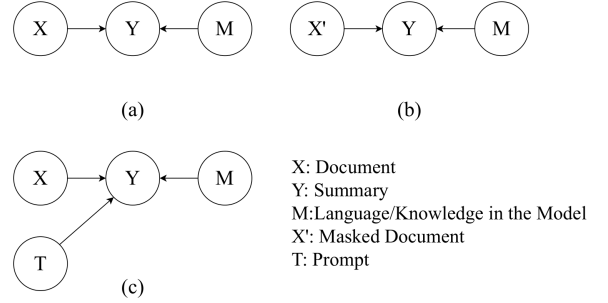 X Y M X' Y M
(a) (b)
X Y M
T
(c)
X: Document
Y: Summary
M:Language/Knowledge in the Model
X': Masked Document
T: Prompt